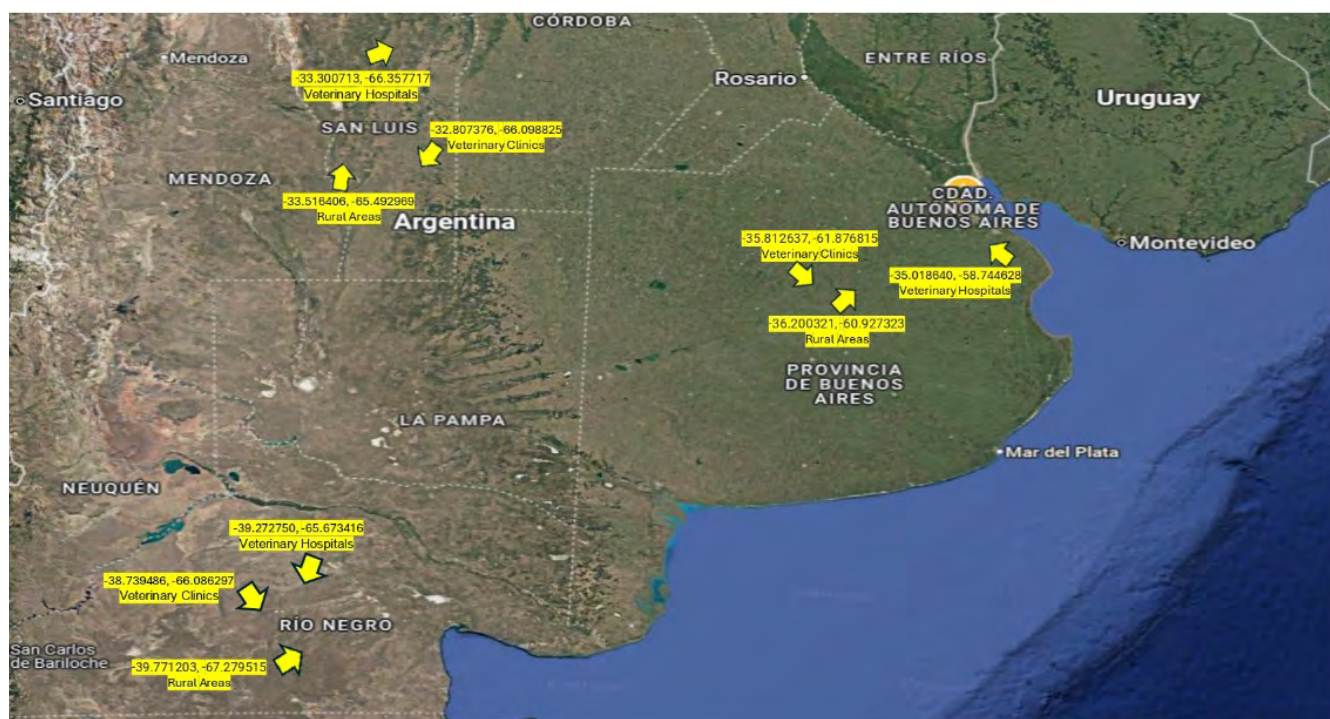 CÓRDOBA
Mendoza
ENTRE RÍOS
Rosario
-33.300713, -66.357717
Veterinary Hospitals
Santiago
Uruguay
SAN LUIS
-32.807376, -66.098825
Veterinary Clinics
MENDOZA
-33.516406, -65.492969
Rural Areas
Argentina
CDAD.
AUTÓNOMA DE
BUENOS AIRES
-35.812637, -61.876815
Veterinary Clinics
Montevideo
-35.018640, -58.744628
Veterinary Hospitals
-36.200321, -60.927323
Rural Areas
PROVINCIA
DE BUENOS
AIRES
LA PAMPA
Mar del Plata
NEUQUÉN
-39.272750, -65.673416
Veterinary Hospitals
-38.739486, -66.086297
Veterinary Clinics
RÍO NEGRO
San Carlos
de Bariloche
-39.771203, -67.279515
Rural Areas